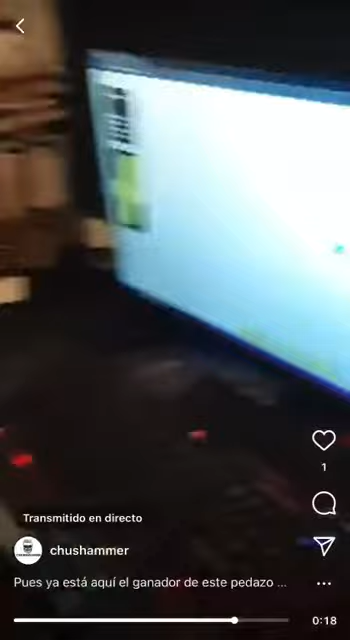 1
Transmitido en directo
chushammer
Pues ya está aquí el ganador de este pedazo ...
0:18